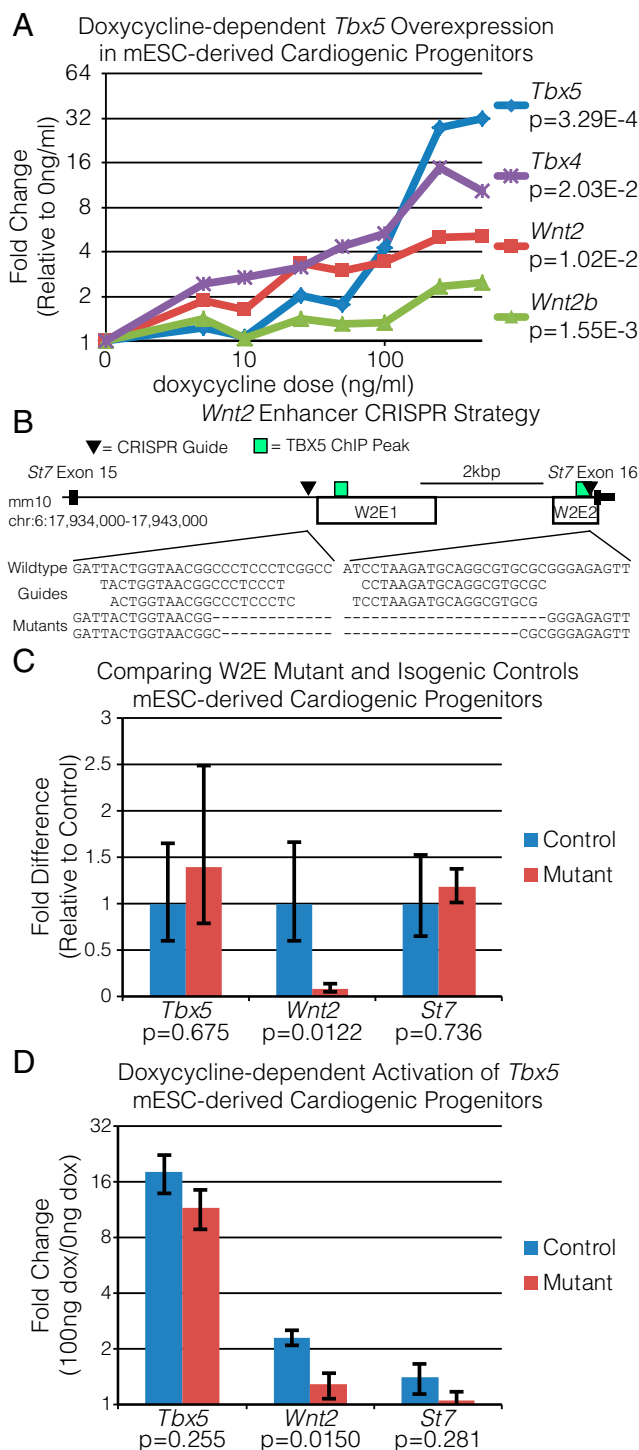 A
Doxycycline-dependent Tbx5 Overexpression
in mESC-derived Cardiogenic Progenitors
Fold Change
(Relative to 0ng/ml)
64
32
16
8
4
2
1
0
10
100
doxycycline dose (ng/ml)
Tbx5
p=3.29E-4
Tbx4
p=2.03E-2
Wnt2
p=1.02E-2
Wnt2b
p=1.55E-3
B
Wnt2 Enhancer CRISPR Strategy
= CRISPR Guide
= TBX5 ChIP Peak
St7 Exon 15
2kbp
St7 Exon 16
mm10
chr:6:17,934,000-17,943,000
W2E1
W2E2
Wildtype GATTACTGGTAACGGCCCTCCCTCGGCC ATCCTAAGATGCAGGCGTGCGCGGGAGAGTT
Guides
TACTGGTAACGGCCCTCCCT CCTAAGATGCAGGCGTGCGC
ACTGGTAACGGCCCTCCCTC TCCTAAGATGCAGGCGTGCG
Mutants
GATTACTGGTAACGG------------- ----------------------GGGAGAGTT
GATTACTGGTAACGGC------------ -------------------CGCGGGAGAGTT
C
Comparing W2E Mutant and Isogenic Controls
mESC-derived Cardiogenic Progenitors
Fold Difference
(Relative to Control)
3
2.5
2
1.5
1
0.5
0
Control
Mutant
Tbx5
p=0.675
Wnt2
p=0.0122
St7
p=0.736
D
Doxycycline-dependent Activation of Tbx5
mESC-derived Cardiogenic Progenitors
Fold Change
(100ng dox/0ng dox)
32
16
8
4
2
1
Control
Mutant
Tbx5
p=0.255
Wnt2
p=0.0150
St7
p=0.281